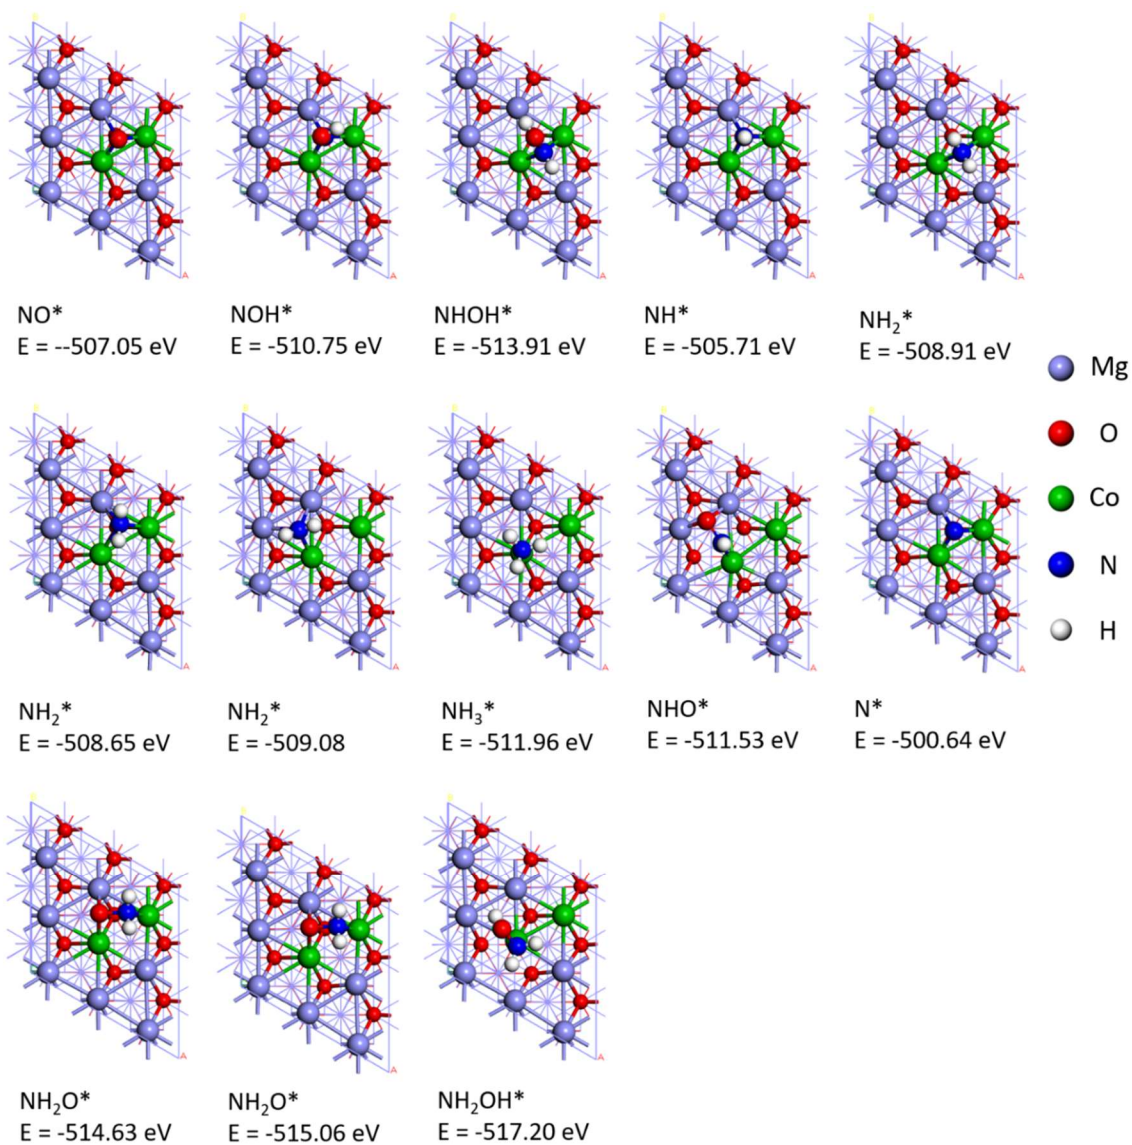 NO*
E = --507.05 eV
NOH*
E = -510.75 eV
NHOH*
E = -513.91 eV
NH*
E = -505.71 eV
NH₂*
E = -508.91 eV
Mg
O
Co
N
H
NH₂*
E = -508.65 eV
NH₂*
E = -509.08
NH₃*
E = -511.96 eV
NHO*
E = -511.53 eV
N*
E = -500.64 eV
NH₂O*
E = -514.63 eV
NH₂O*
E = -515.06 eV
NH₂OH*
E = -517.20 eV